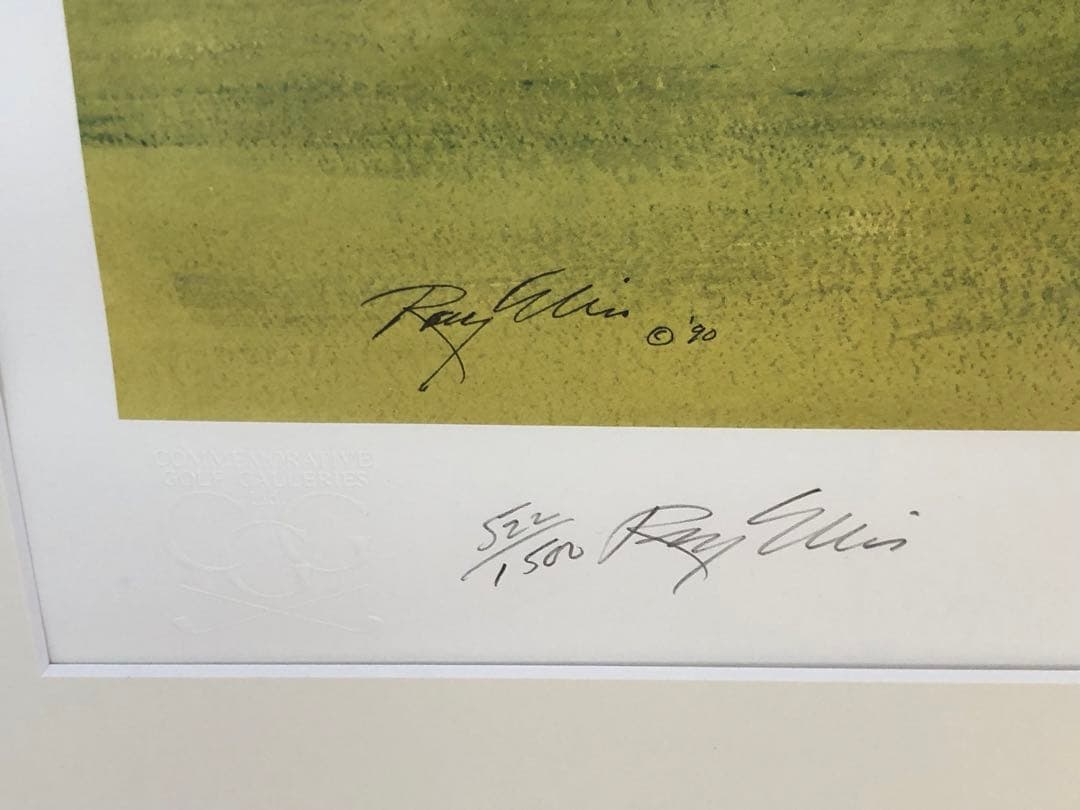 Ray Ellis © '90
COMMEMORATIVE
GOLF GALLERIES
522/1500 Ray Ellis